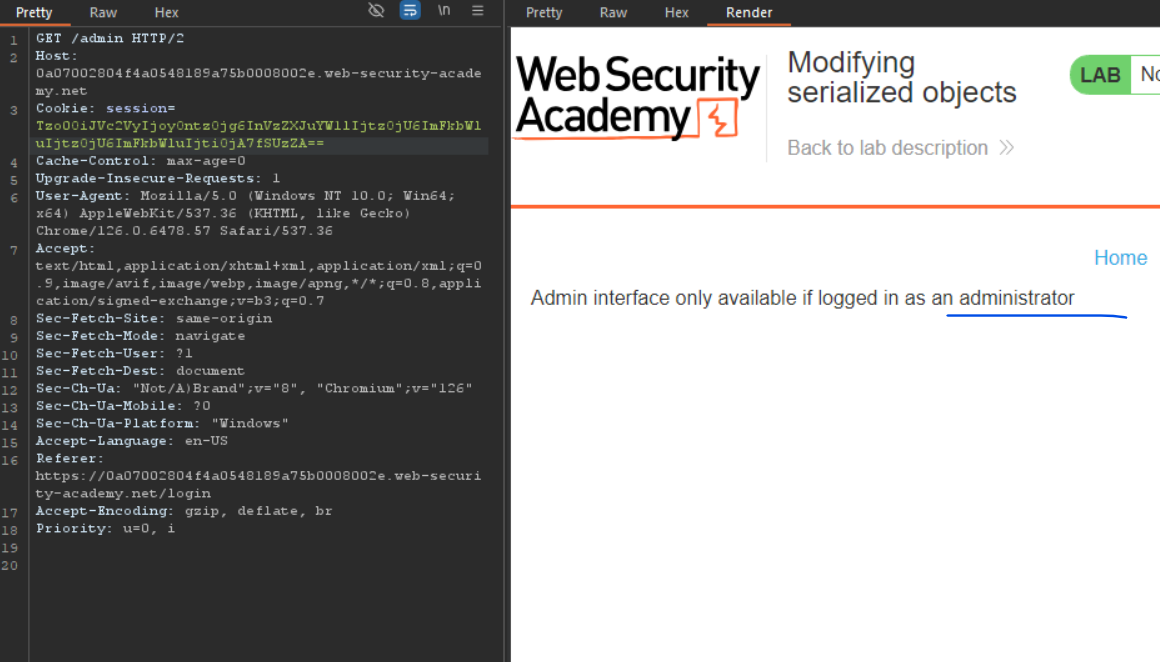 Pretty Raw Hex \n
1 GET /admin HTTP/2
2 Host:
0a07002804f4a0548189a75b0008002e.web-security-acade
my.net
3 Cookie: session=
Tzo0OiJVc2VyIjoyOntzOjg6InVzZXJuYW1lIjtzOjU6ImFkbWl
uIjtzOjU6ImFkbWluIjtiOjA7fSUzZA==
4 Cache-Control: max-age=0
5 Upgrade-Insecure-Requests: 1
6 User-Agent: Mozilla/5.0 (Windows NT 10.0; Win64;
x64) AppleWebKit/537.36 (KHTML, like Gecko)
Chrome/126.0.6478.57 Safari/537.36
7 Accept:
text/html,application/xhtml+xml,application/xml;q=0
.9,image/avif,image/webp,image/apng,*/*;q=0.8,appli
cation/signed-exchange;v=b3;q=0.7
8 Sec-Fetch-Site: same-origin
9 Sec-Fetch-Mode: navigate
10 Sec-Fetch-User: ?1
11 Sec-Fetch-Dest: document
12 Sec-Ch-Ua: "Not/A)Brand";v="8", "Chromium";v="126"
13 Sec-Ch-Ua-Mobile: ?0
14 Sec-Ch-Ua-Platform: "Windows"
15 Accept-Language: en-US
16 Referer:
https://0a07002804f4a0548189a75b0008002e.web-securi
ty-academy.net/login
17 Accept-Encoding: gzip, deflate, br
18 Priority: u=0, i
19
20
Pretty Raw Hex Render
Web Security
Academy
Modifying
serialized objects
Back to lab description
LAB No
Home
Admin interface only available if logged in as an administrator